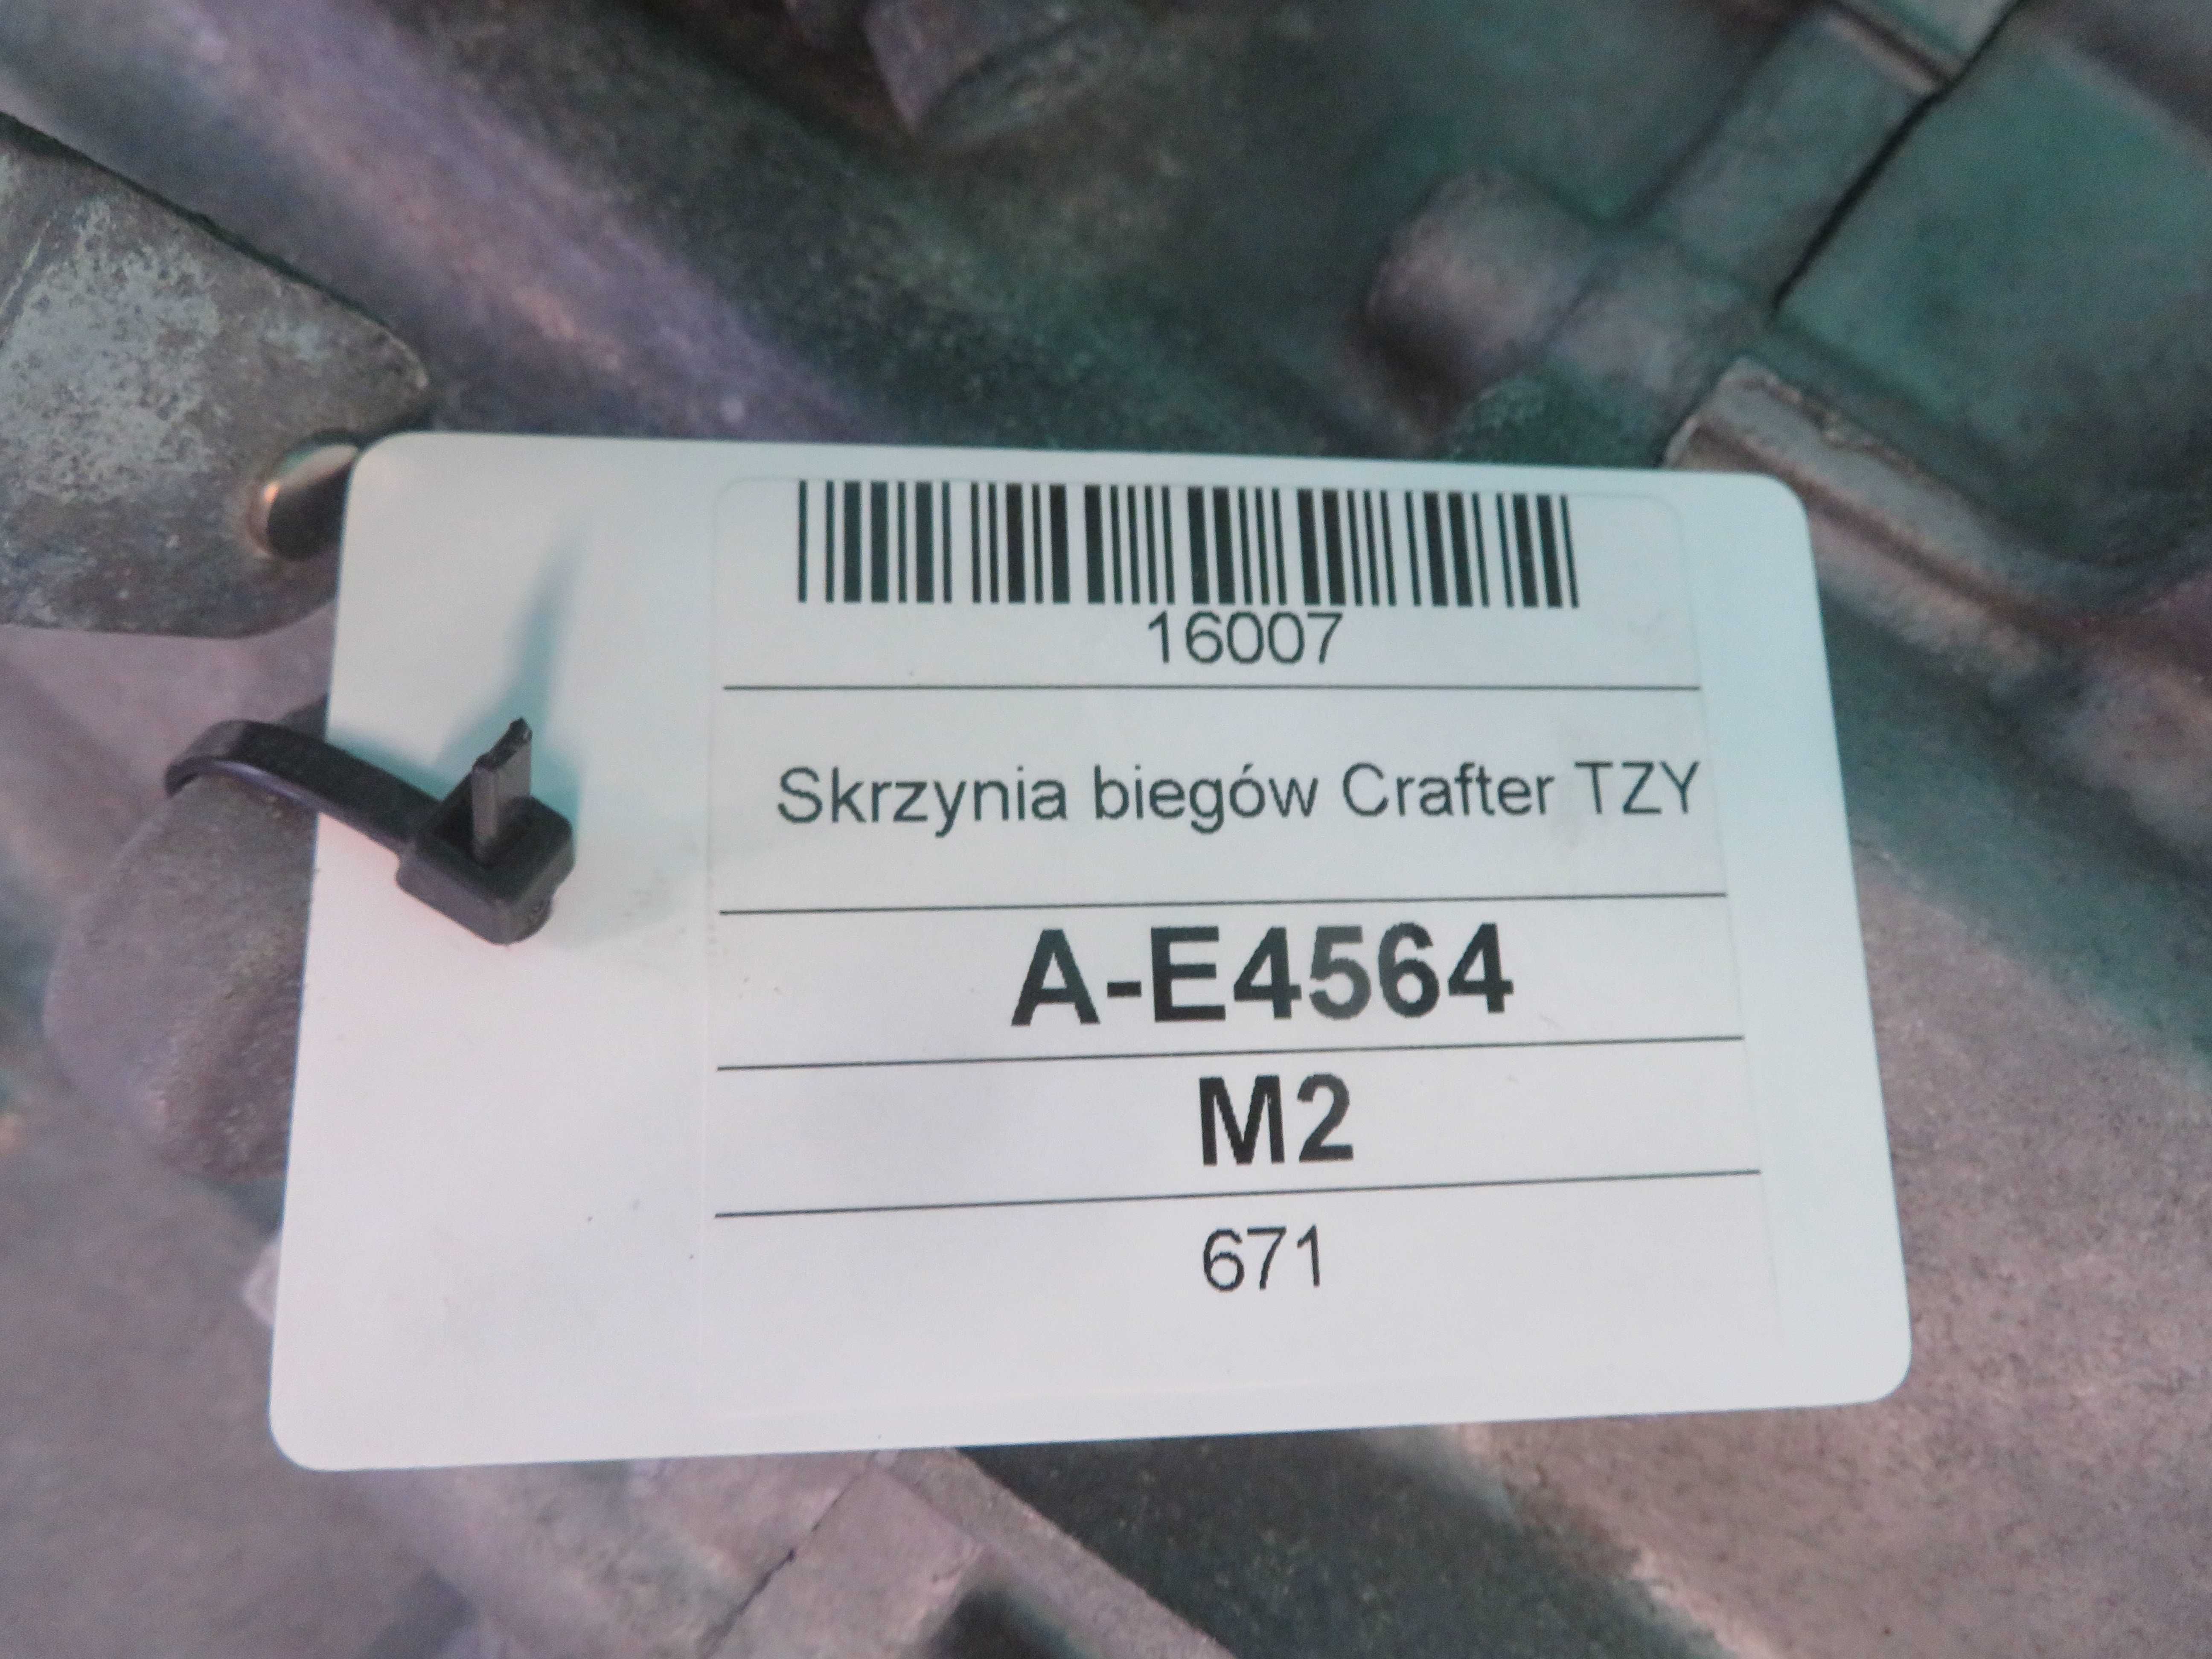 16007
Skrzynia biegów Crafter TZY
A-E4564
M2
671